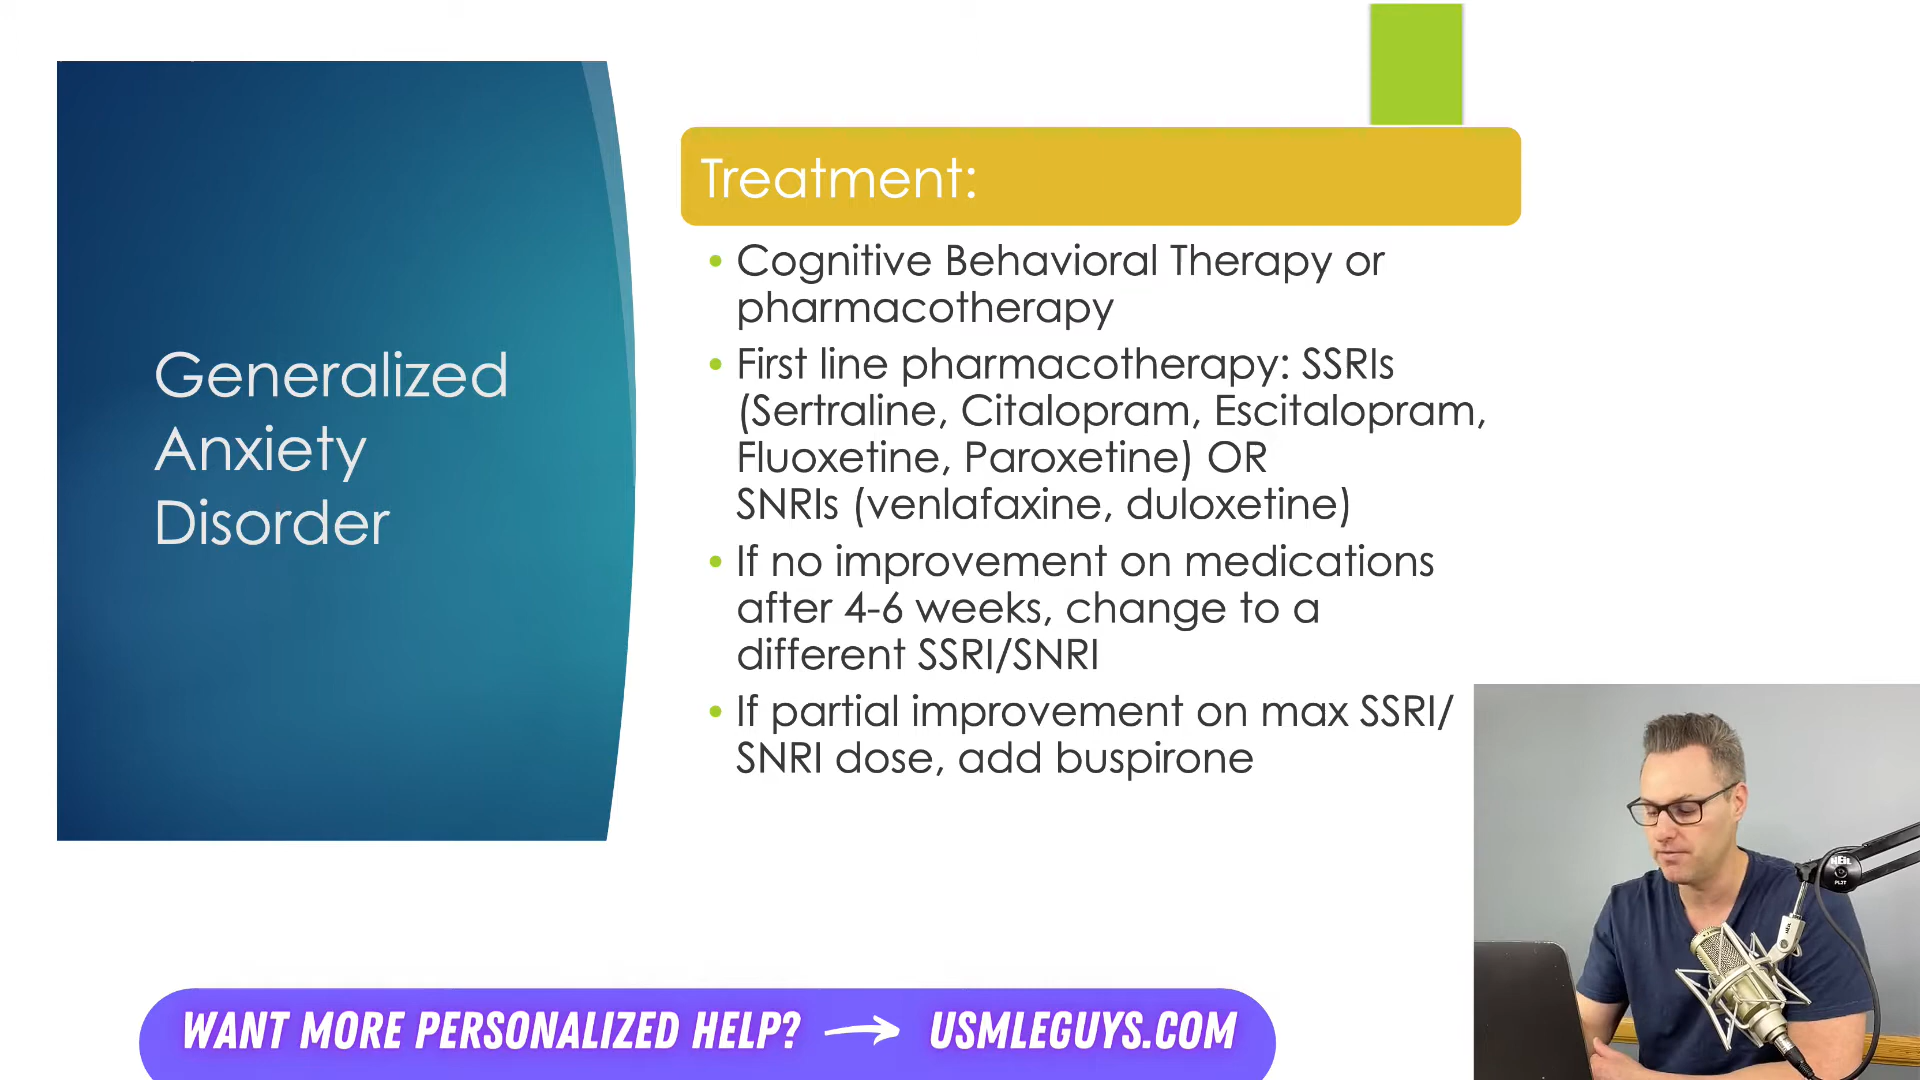 Generalized
Anxiety
Disorder
Treatment:
• Cognitive Behavioral Therapy or
pharmacotherapy
• First line pharmacotherapy: SSRIs
(Sertraline, Citalopram, Escitalopram,
Fluoxetine, Paroxetine) OR
SNRIs (venlafaxine, duloxetine)
• If no improvement on medications
after 4-6 weeks, change to a
different SSRI/SNRI
• If partial improvement on max SSRI/
SNRI dose, add buspirone
WANT MORE PERSONALIZED HELP? → USMLEGUYS.COM